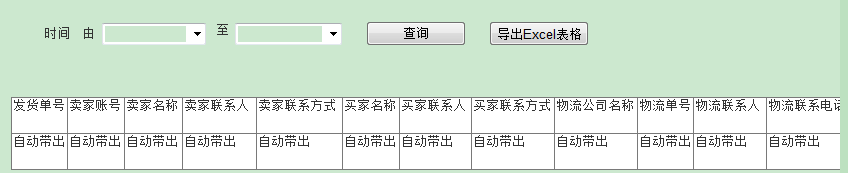 时间 由 至 查询 导出Excel表格
发货单号 卖家账号 卖家名称 卖家联系人 卖家联系方式 买家名称 买家联系人 买家联系方式 物流公司名称 物流单号 物流联系人 物流联系电话
自动带出 自动带出 自动带出 自动带出 自动带出 自动带出 自动带出 自动带出 自动带出 自动带出 自动带出 自动带出